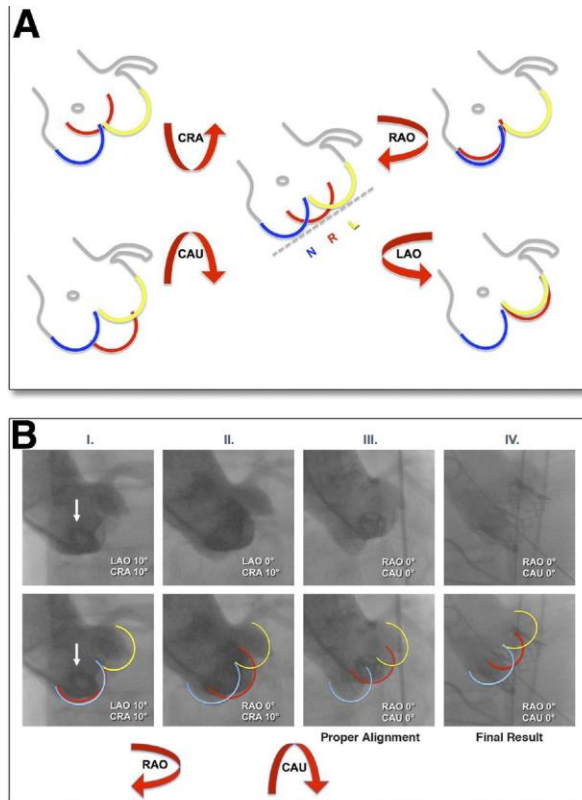 A
CRA
RAO
CAU
LAO
N R L
B
I. II. III. IV.
LAO 10°
CRA 10°
LAO 0°
CRA 10°
RAO 0°
CAU 0°
RAO 0°
CAU 0°
LAO 10°
CRA 10°
RAO 0°
CRA 10°
RAO 0°
CAU 0°
RAO 0°
CAU 0°
Proper Alignment
Final Result
RAO
CAU